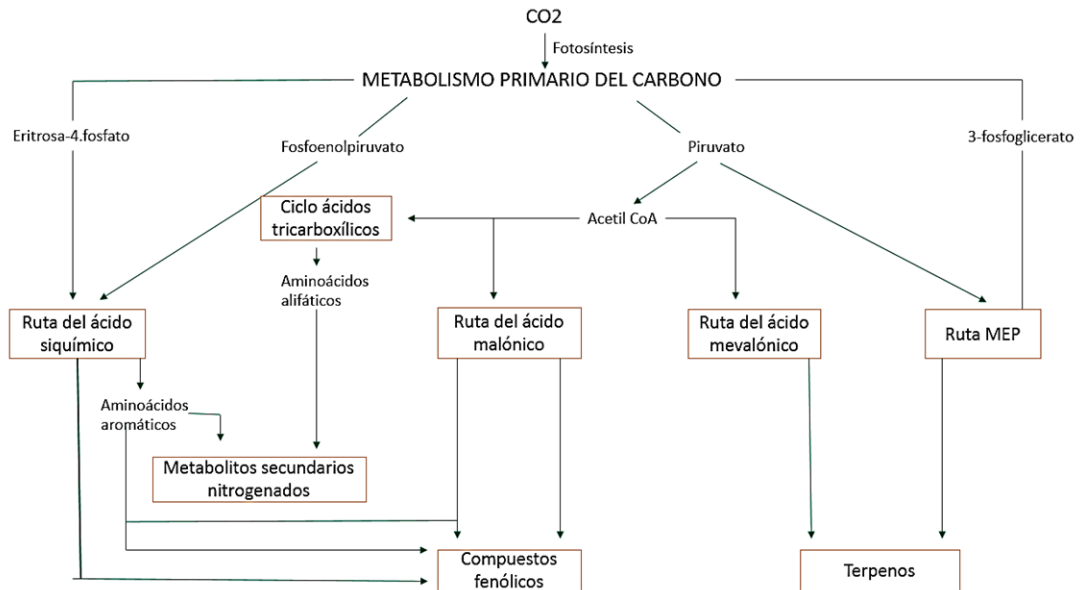 CO2
Fotosíntesis
METABOLISMO PRIMARIO DEL CARBONO
Eritrosa-4.fosfato
Fosfoenolpiruvato
Piruvato
3-fosfoglicerato
Ciclo ácidos
tricarboxílicos
Acetil CoA
Aminoácidos
alifáticos
Ruta del ácido
siquímico
Ruta del ácido
malónico
Ruta del ácido
mevalónico
Ruta MEP
Aminoácidos
aromáticos
Metabolitos secundarios
nitrogenados
Compuestos
fenólicos
Terpenos